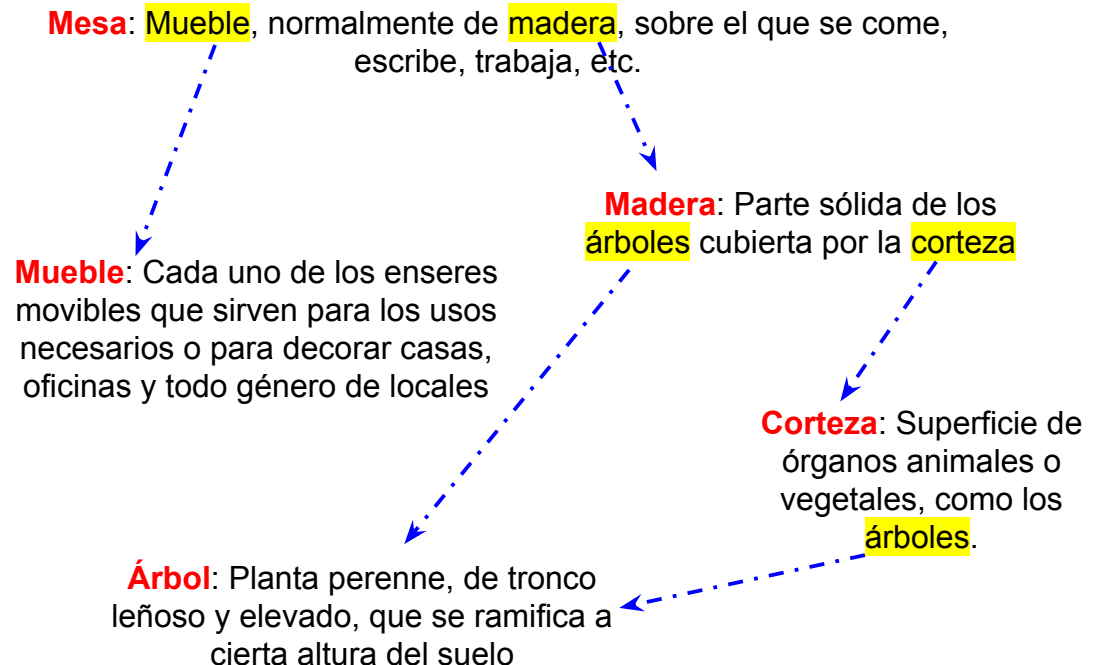 Mesa: Mueble, normalmente de madera, sobre el que se come,
escribe, trabaja, etc.
Madera: Parte sólida de los
árboles cubierta por la corteza
Mueble: Cada uno de los enseres
movibles que sirven para los usos
necesarios o para decorar casas,
oficinas y todo género de locales
Corteza: Superficie de
órganos animales o
vegetales, como los
árboles.
Árbol: Planta perenne, de tronco
leñoso y elevado, que se ramifica a
cierta altura del suelo